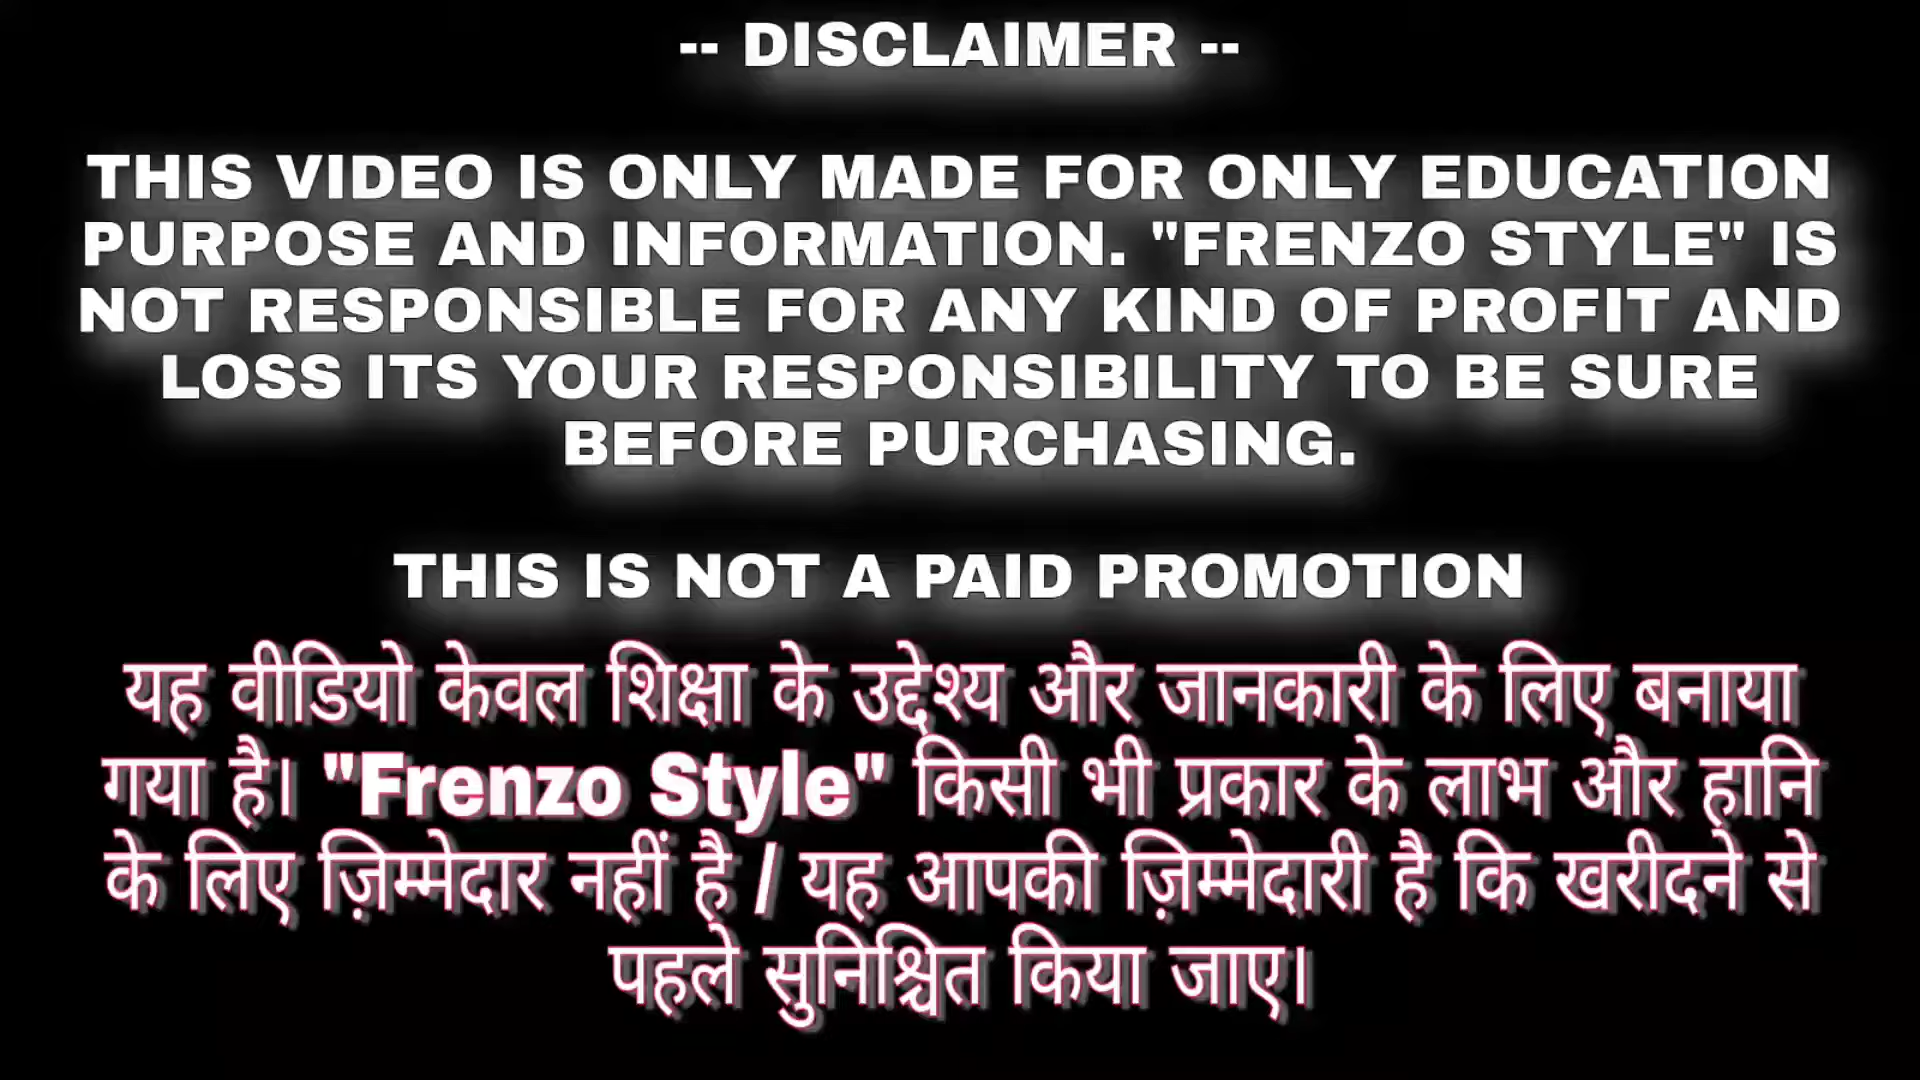 -- DISCLAIMER --
THIS VIDEO IS ONLY MADE FOR ONLY EDUCATION
PURPOSE AND INFORMATION. "FRENZO STYLE" IS
NOT RESPONSIBLE FOR ANY KIND OF PROFIT AND
LOSS ITS YOUR RESPONSIBILITY TO BE SURE
BEFORE PURCHASING.
THIS IS NOT A PAID PROMOTION
यह वीडियो केवल शिक्षा के उद्देश्य और जानकारी के लिए बनाया
गया है। "Frenzo Style" किसी भी प्रकार के लाभ और हानि
के लिए ज़िम्मेदार नहीं है / यह आपकी ज़िम्मेदारी है कि खरीदने से
पहले सुनिश्चित किया जाए।